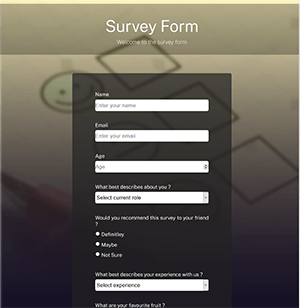 Survey Form
Welcome to the survey form
Name
Enter your name
Email
Enter your email
Age
Age
What best describes about you ?
Select current role
Would you recommend this survey to your friend
?
Definitley
Maybe
Not Sure
What best describes your experience with us ?
Select experience
What are your favourite fruit ?